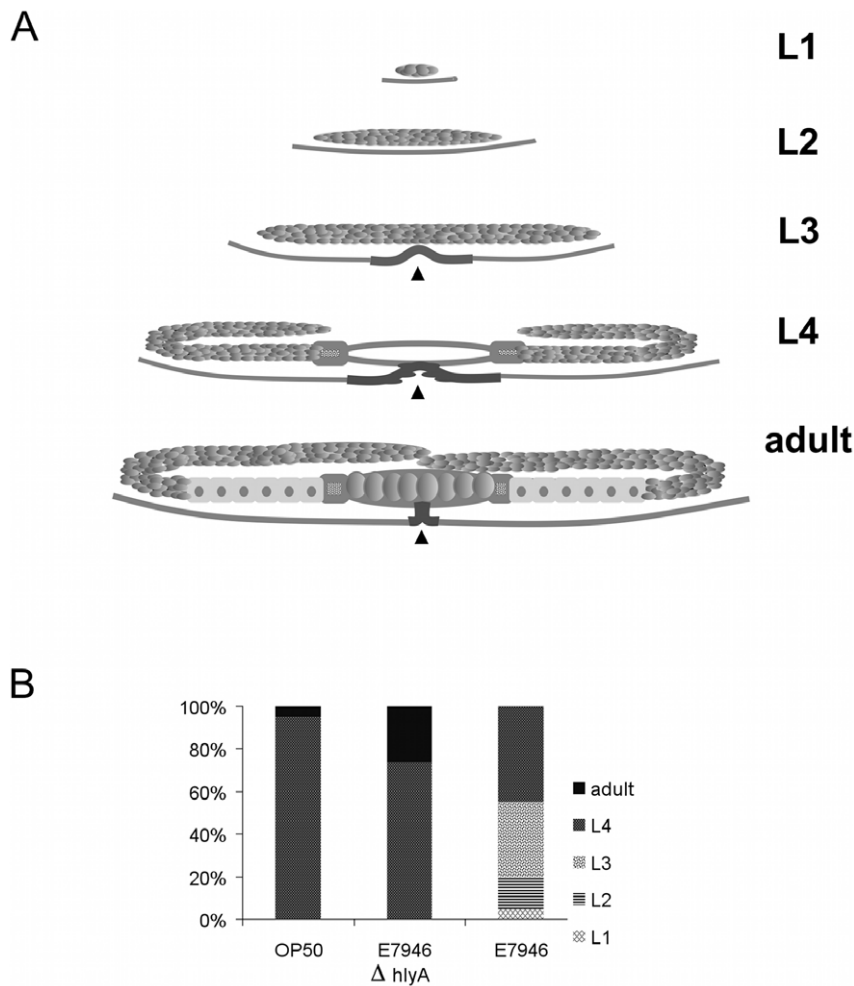 A
L1
L2
L3
L4
adult
B
100%
80%
60%
40%
20%
0%
OP50
E7946
Δ hlyA
E7946
adult
L4
L3
L2
L1